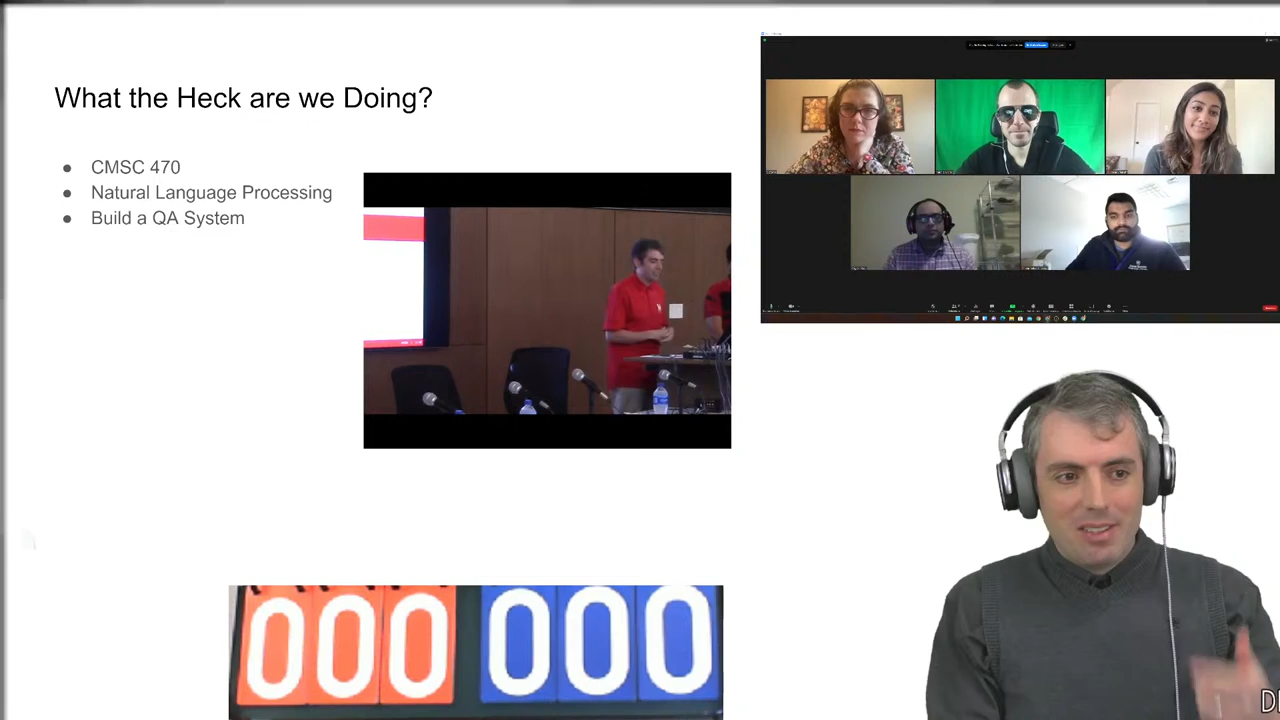 What the Heck are we Doing?
● CMSC 470
● Natural Language Processing
● Build a QA System
000 000